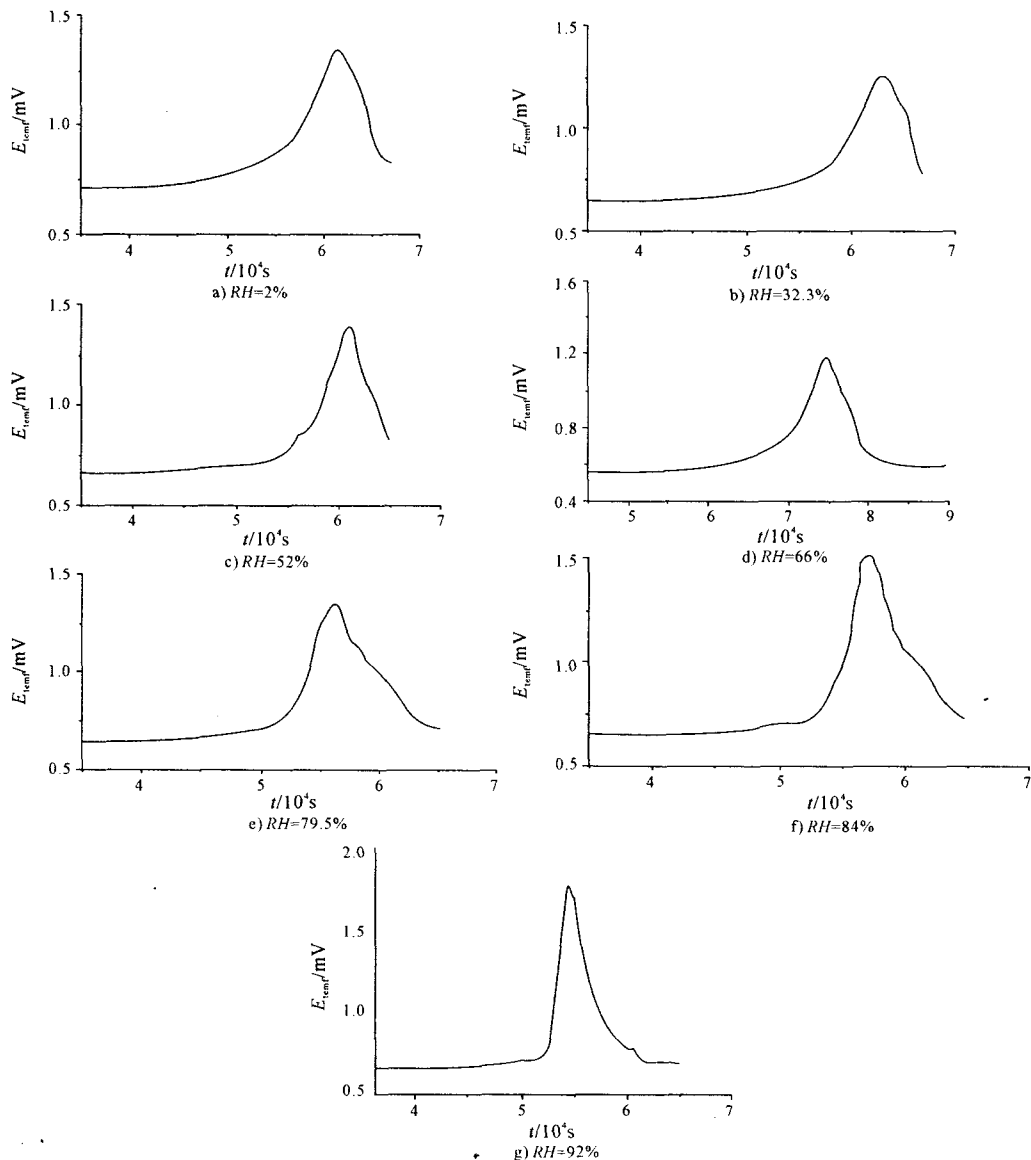 1.5
1.0
0.5
E_temf/mV
4 5 6 7
t/10⁴s
a) RH=2%
1.5
1.0
0.5
E_temf/mV
4 5 6 7
t/10⁴s
b) RH=32.3%
1.5
1.0
0.5
E_temf/mV
4 5 6 7
t/10⁴s
c) RH=52%
1.6
1.2
0.8
0.4
E_temf/mV
5 6 7 8 9
t/10⁴s
d) RH=66%
1.5
1.0
0.5
E_temf/mV
4 5 6 7
t/10⁴s
e) RH=79.5%
1.5
1.0
0.5
E_temf/mV
4 5 6 7
t/10⁴s
f) RH=84%
2.0
1.5
1.0
0.5
E_temf/mV
4 5 6 7
t/10⁴s
g) RH=92%